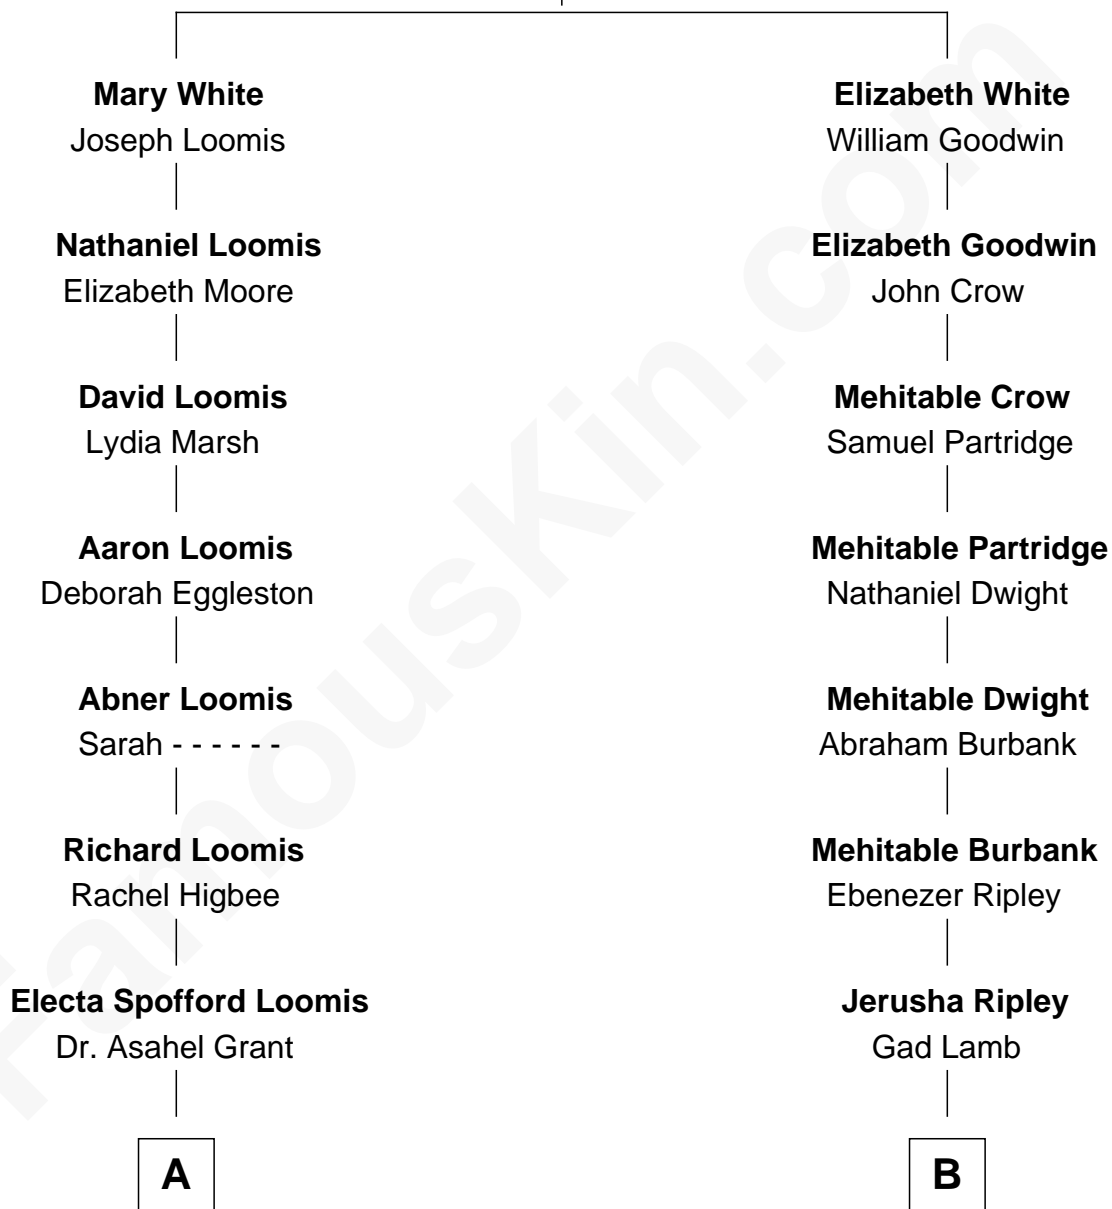 Mary White
Joseph Loomis
Nathaniel Loomis
Elizabeth Moore
David Loomis
Lydia Marsh
Aaron Loomis
Deborah Eggleston
Abner Loomis
Sarah - - - - - -
Richard Loomis
Rachel Higbee
Electa Spofford Loomis
Dr. Asahel Grant
A
Elizabeth White
William Goodwin
Elizabeth Goodwin
John Crow
Mehitable Crow
Samuel Partridge
Mehitable Partridge
Nathaniel Dwight
Mehitable Dwight
Abraham Burbank
Mehitable Burbank
Ebenezer Ripley
Jerusha Ripley
Gad Lamb
B
FamousKin.com